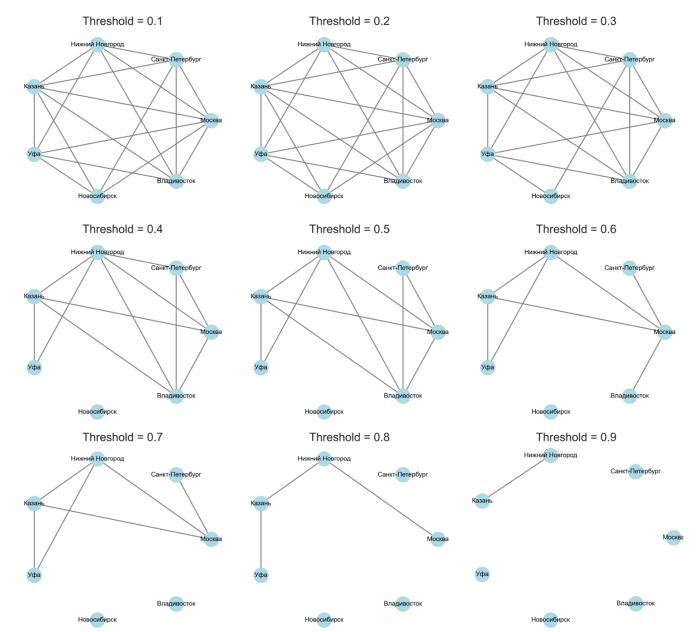 Threshold = 0.1
Нижний Новгород
Санкт-Петербург
Казань
Москва
Уфа
Владивосток
Новосибирск
Threshold = 0.2
Нижний Новгород
Санкт-Петербург
Казань
Москва
Уфа
Владивосток
Новосибирск
Threshold = 0.3
Нижний Новгород
Санкт-Петербург
Казань
Москва
Уфа
Владивосток
Новосибирск
Threshold = 0.4
Нижний Новгород
Санкт-Петербург
Казань
Москва
Уфа
Владивосток
Новосибирск
Threshold = 0.5
Нижний Новгород
Санкт-Петербург
Казань
Москва
Уфа
Владивосток
Новосибирск
Threshold = 0.6
Нижний Новгород
Санкт-Петербург
Казань
Москва
Уфа
Владивосток
Новосибирск
Threshold = 0.7
Нижний Новгород
Санкт-Петербург
Казань
Москва
Уфа
Владивосток
Новосибирск
Threshold = 0.8
Нижний Новгород
Санкт-Петербург
Казань
Москва
Уфа
Владивосток
Новосибирск
Threshold = 0.9
Нижний Новгород
Санкт-Петербург
Казань
Москва
Уфа
Владивосток
Новосибирск